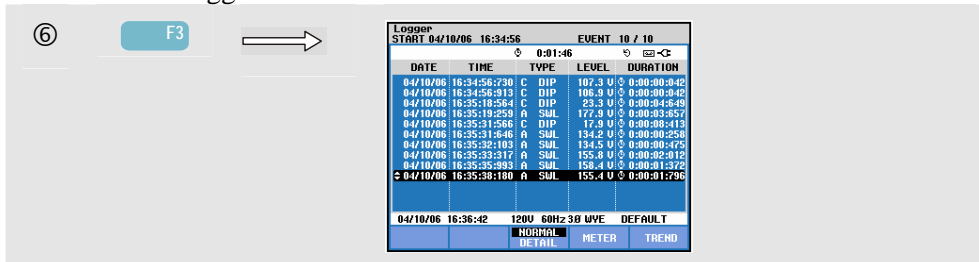 ⑥ F3
Logger
START 04/10/06 16:34:56 EVENT 10 / 10
0:01:46
DATE TIME TYPE LEVEL DURATION
04/10/06 16:34:56:730 C DIP 107.3 V 0:00:00:042
04/10/06 16:34:56:913 C DIP 106.9 V 0:00:00:042
04/10/06 16:35:18:564 C DIP 23.3 V 0:00:04:649
04/10/06 16:35:19:259 A SWL 177.9 V 0:00:03:657
04/10/06 16:35:31:566 C DIP 17.9 V 0:00:08:413
04/10/06 16:35:31:646 A SWL 134.2 V 0:00:00:258
04/10/06 16:35:32:103 A SWL 134.5 V 0:00:00:475
04/10/06 16:35:33:317 A SWL 155.8 V 0:00:02:012
04/10/06 16:35:35:993 A SWL 158.4 V 0:00:01:372
04/10/06 16:35:38:180 A SWL 155.4 V 0:00:01:796
04/10/06 16:36:42 120V 60Hz 3Ø WYE DEFAULT
NORMAL
DETAIL METER TREND